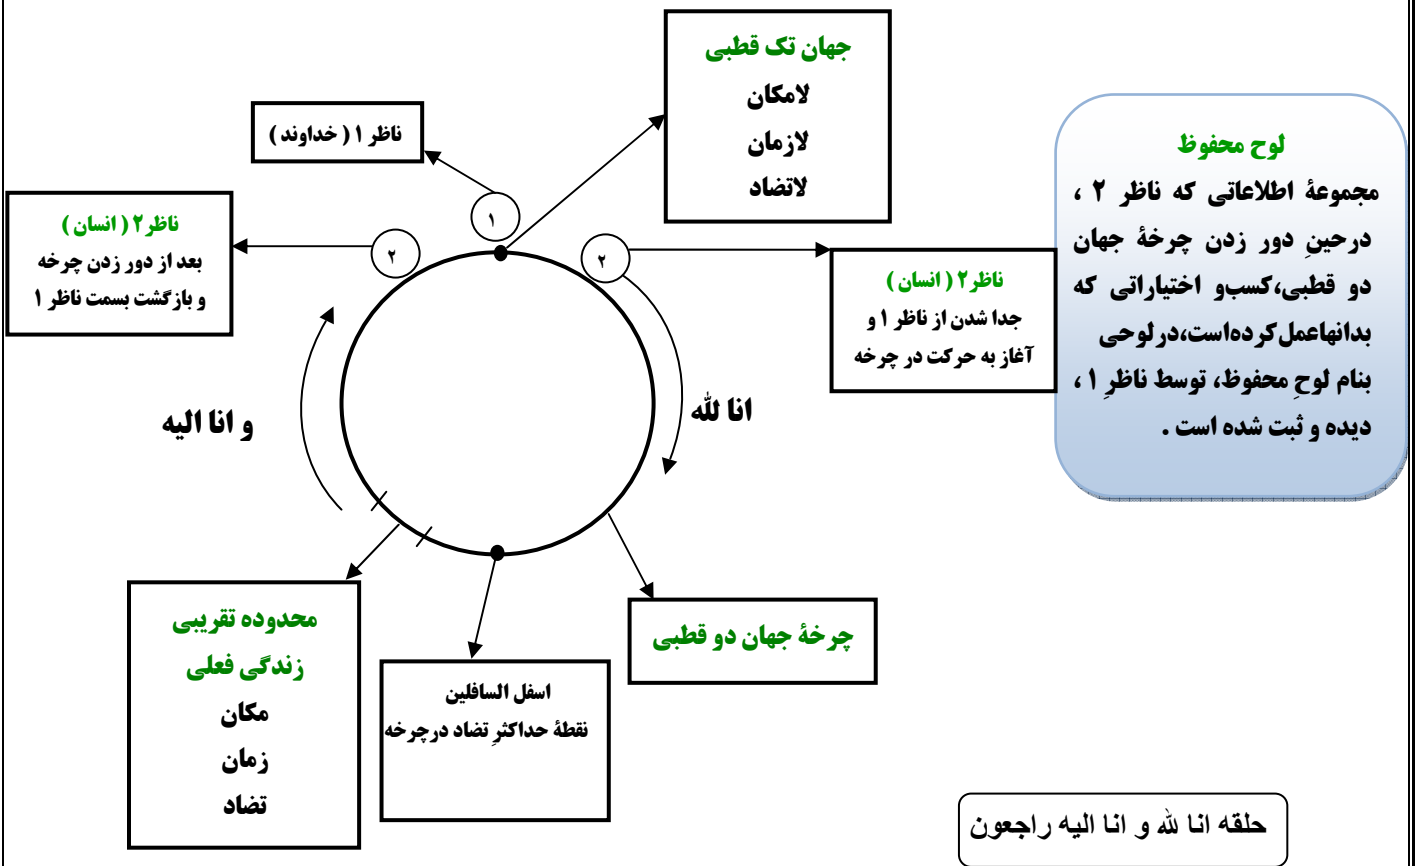 جهان تک قطبی
لامکان
لازمان
لاتضاد
ناظر ۱ ( خداوند )
لوح محفوظ
مجموعهٔ اطلاعاتی که ناظر ۲ ،
درحینِ دور زدن چرخهٔ جهان
دو قطبی،کسب‌و اختیاراتی که
بدانهاعمل‌کرده‌است،درلوحی
بنام لوحِ محفوظ، توسط ناظرِ ۱ ،
دیده و ثبت شده است .
۱
۲
۲
ناظر۲ ( انسان )
بعد از دور زدن چرخه
و بازگشت بسمت ناظر ۱
ناظر۲ ( انسان )
جدا شدن از ناظر ۱ و
آغاز به حرکت در چرخه
انا لله
و انا الیه
چرخهٔ جهان دو قطبی
محدوده تقریبی
زندگی فعلی
مکان
زمان
تضاد
اسفل السافلین
نقطهٔ حداکثرِ تضاد درچرخه
حلقه انا لله و انا الیه راجعون